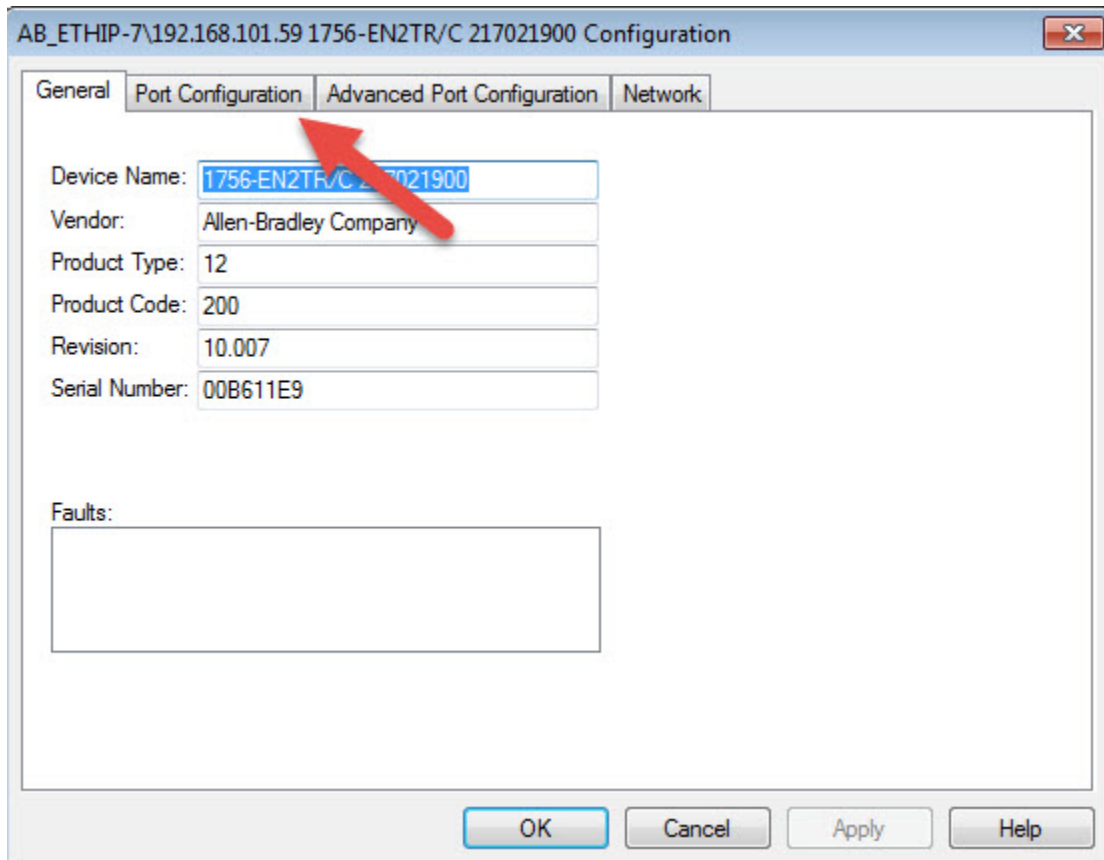 AB_ETHIP-7\192.168.101.59 1756-EN2TR/C 217021900 Configuration
General Port Configuration Advanced Port Configuration Network
Device Name: 1756-EN2TR/C 217021900
Vendor: Allen-Bradley Company
Product Type: 12
Product Code: 200
Revision: 10.007
Serial Number: 00B611E9
Faults:
OK Cancel Apply Help